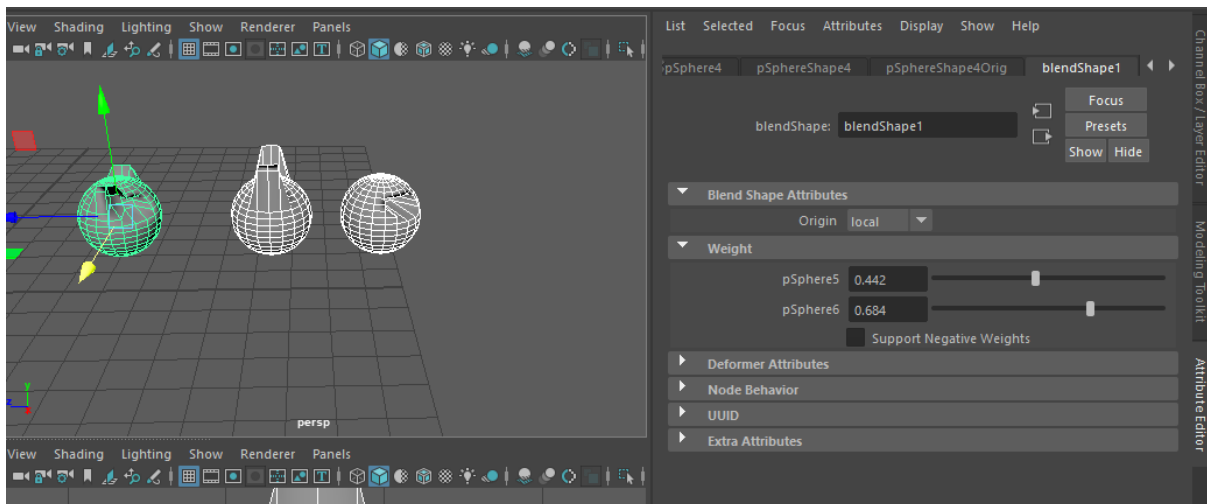 View Shading Lighting Show Renderer Panels
persp
y
z
x
View Shading Lighting Show Renderer Panels
List Selected Focus Attributes Display Show Help
pSphere4 pSphereShape4 pSphereShape4Orig blendShape1
Focus
blendShape: blendShape1
Presets
Show Hide
Blend Shape Attributes
Origin local
Weight
pSphere5 0.442
pSphere6 0.684
Support Negative Weights
Deformer Attributes
Node Behavior
UUID
Extra Attributes
Channel Box / Layer Editor
Modeling Toolkit
Attribute Editor